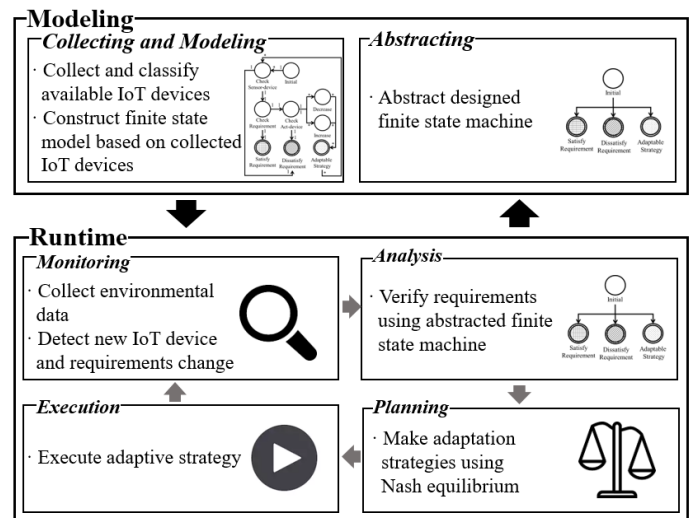 Modeling
Collecting and Modeling
· Collect and classify
available IoT devices
· Construct finite state
model based on collected
IoT devices
Check
Sensor-device
Initial
Check
Requirement
Check
Act-device
Decrease
Increase
Satisfy
Requirement
Dissatisfy
Requirement
Adaptable
Strategy
Abstracting
· Abstract designed
finite state machine
Initial
Satisfy
Requirement
Dissatisfy
Requirement
Adaptable
Strategy
Runtime
Monitoring
· Collect environmental
data
· Detect new IoT device
and requirements change
Analysis
· Verify requirements
using abstracted finite
state machine
Initial
Satisfy
Requirement
Dissatisfy
Requirement
Adaptable
Strategy
Execution
· Execute adaptive strategy
Planning
· Make adaptation
strategies using
Nash equilibrium